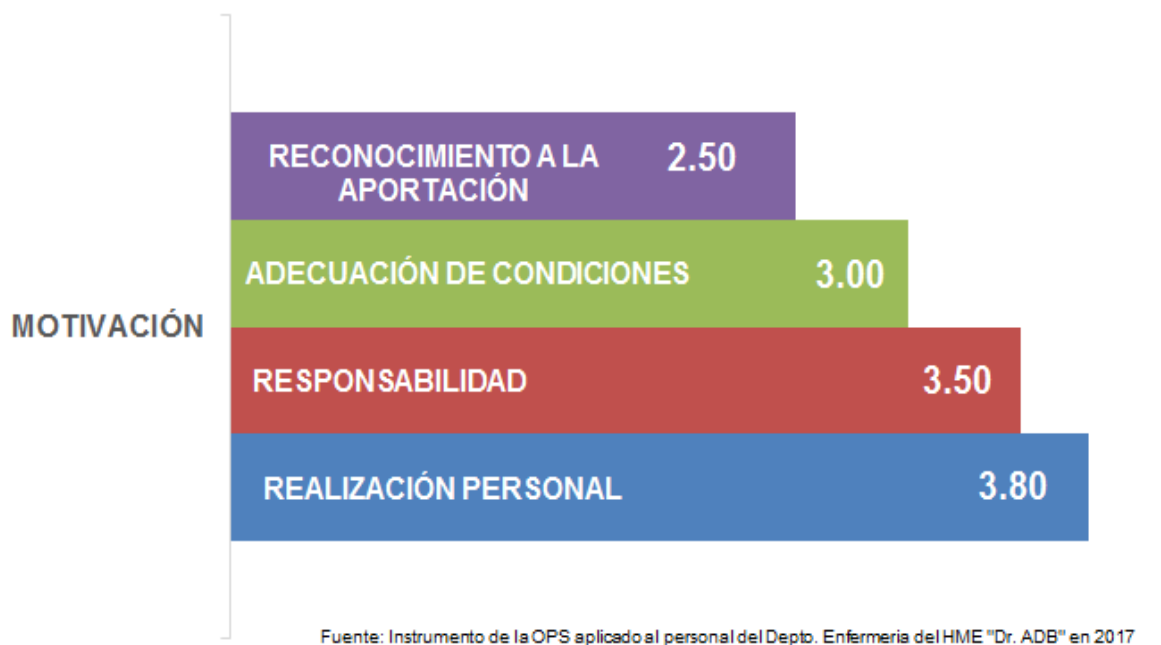 RECONOCIMIENTO A LA 2.50
APORTACIÓN
ADECUACIÓN DE CONDICIONES 3.00
MOTIVACIÓN
RESPONSABILIDAD 3.50
REALIZACIÓN PERSONAL 3.80
Fuente: Instrumento de la OPS aplicado al personal del Depto. Enfermeria del HME "Dr. ADB" en 2017